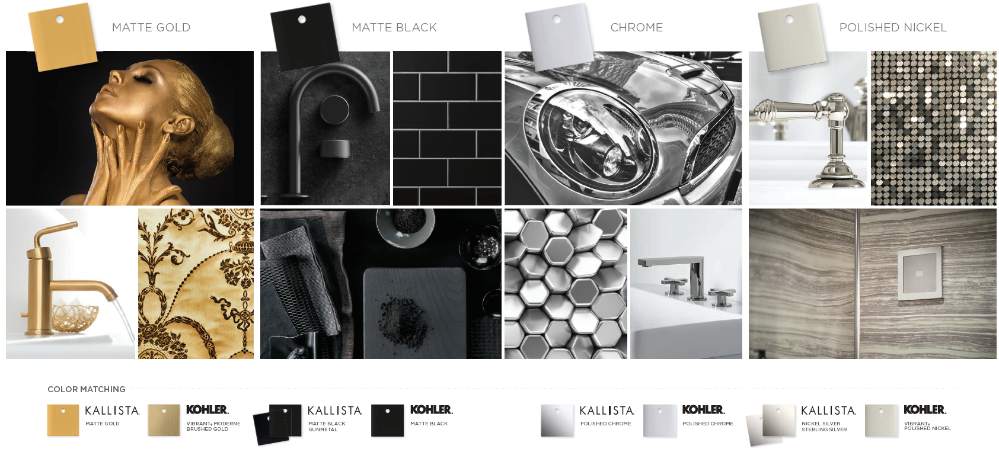 MATTE GOLD
MATTE BLACK
CHROME
POLISHED NICKEL
COLOR MATCHING
KALLISTA.
MATTE GOLD
KOHLER.
VIBRANT® MODERNE
BRUSHED GOLD
KALLISTA.
MATTE BLACK
GUNMETAL
KOHLER.
MATTE BLACK
KALLISTA.
POLISHED CHROME
KOHLER.
POLISHED CHROME
KALLISTA.
NICKEL SILVER
STERLING SILVER
KOHLER.
VIBRANT®
POLISHED NICKEL